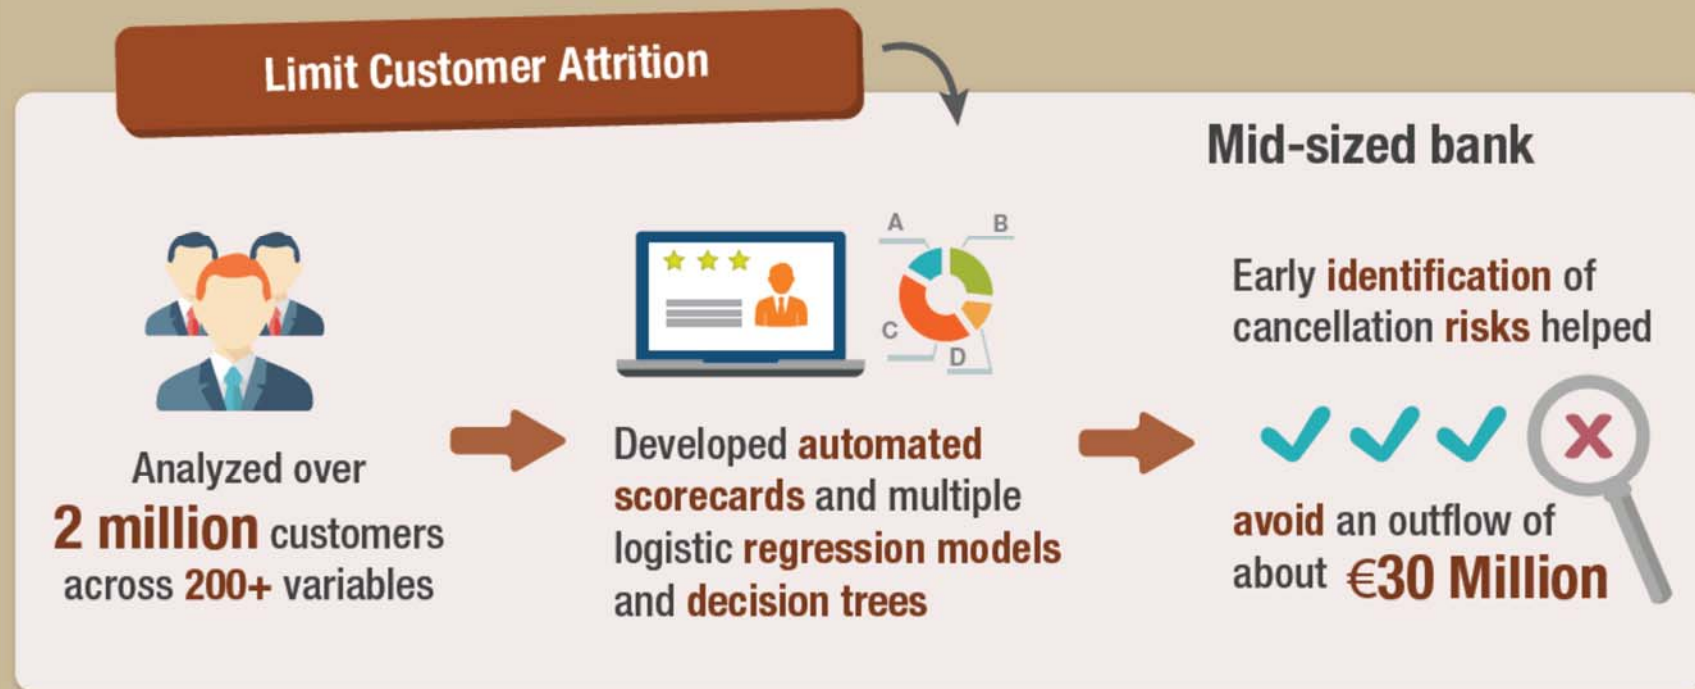 Limit Customer Attrition
Mid-sized bank
Analyzed over
2 million customers
across 200+ variables
A
B
C
D
Developed automated
scorecards and multiple
logistic regression models
and decision trees
Early identification of
cancellation risks helped
avoid an outflow of
about €30 Million